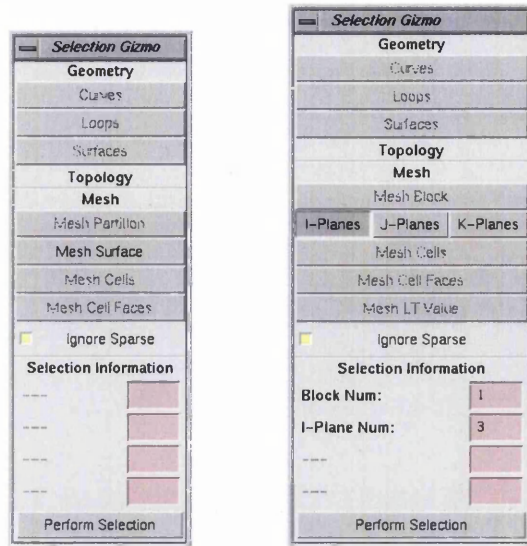 Selection Gizmo
Geometry
Curves
Loops
Surfaces
Topology
Mesh
Mesh Partition
Mesh Surface
Mesh Cells
Mesh Cell Faces
Ignore Sparse
Selection Information
---
---
---
---
Perform Selection
Selection Gizmo
Geometry
Curves
Loops
Surfaces
Topology
Mesh
Mesh Block
I-Planes J-Planes K-Planes
Mesh Cells
Mesh Cell Faces
Mesh LT Value
Ignore Sparse
Selection Information
Block Num: 1
I-Plane Num: 3
---
---
Perform Selection